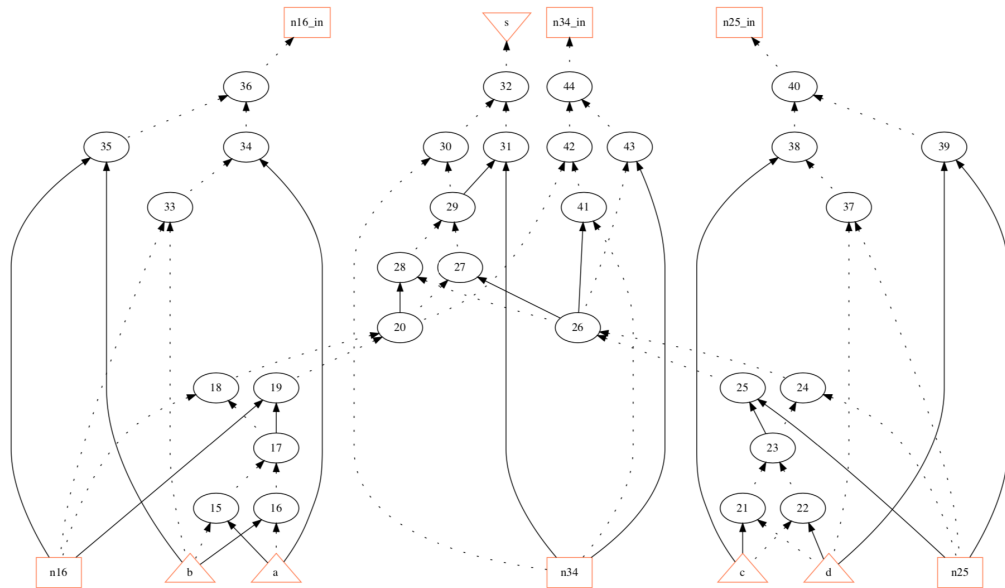 n16_in s n34_in n25_in
36 32 44 40
35 34 30 31 42 43 38 39
33 29 41 37
28 27
20 26
18 19 25 24
17 23
15 16 21 22
n16 b a n34 c d n25